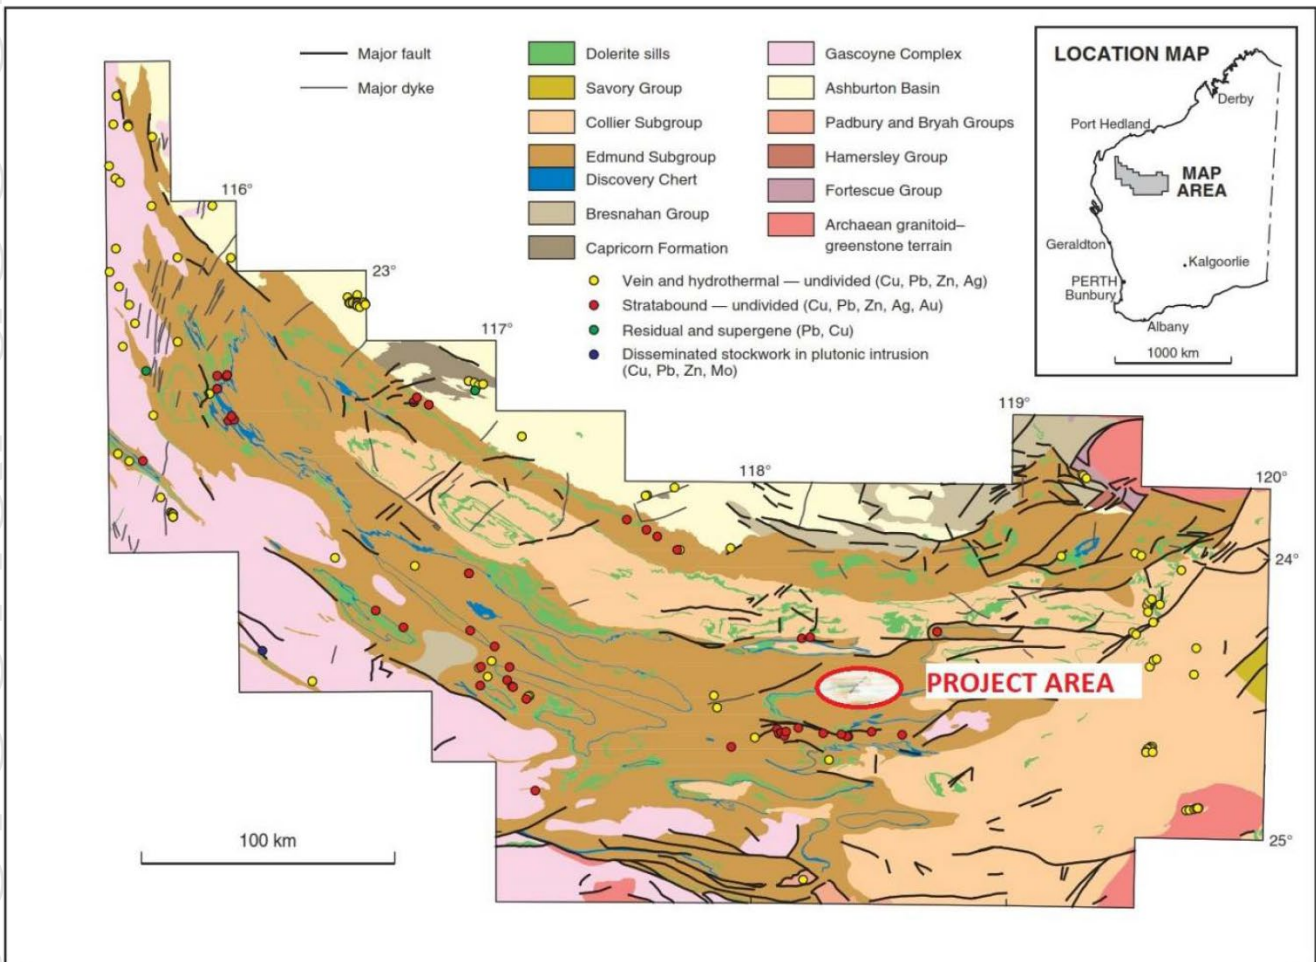 Major fault
Major dyke
Dolerite sills
Savory Group
Collier Subgroup
Edmund Subgroup
Discovery Chert
Bresnahan Group
Capricorn Formation
Gascoyne Complex
Ashburton Basin
Padbury and Bryah Groups
Hamersley Group
Fortescue Group
Archaean granitoid–
greenstone terrain
Vein and hydrothermal — undivided (Cu, Pb, Zn, Ag)
Stratabound — undivided (Cu, Pb, Zn, Ag, Au)
Residual and supergene (Pb, Cu)
Disseminated stockwork in plutonic intrusion
(Cu, Pb, Zn, Mo)
LOCATION MAP
Derby
Port Hedland
MAP
AREA
Geraldton
Kalgoorlie
PERTH
Bunbury
Albany
1000 km
116°
23°
117°
119°
118°
120°
24°
PROJECT AREA
100 km
25°